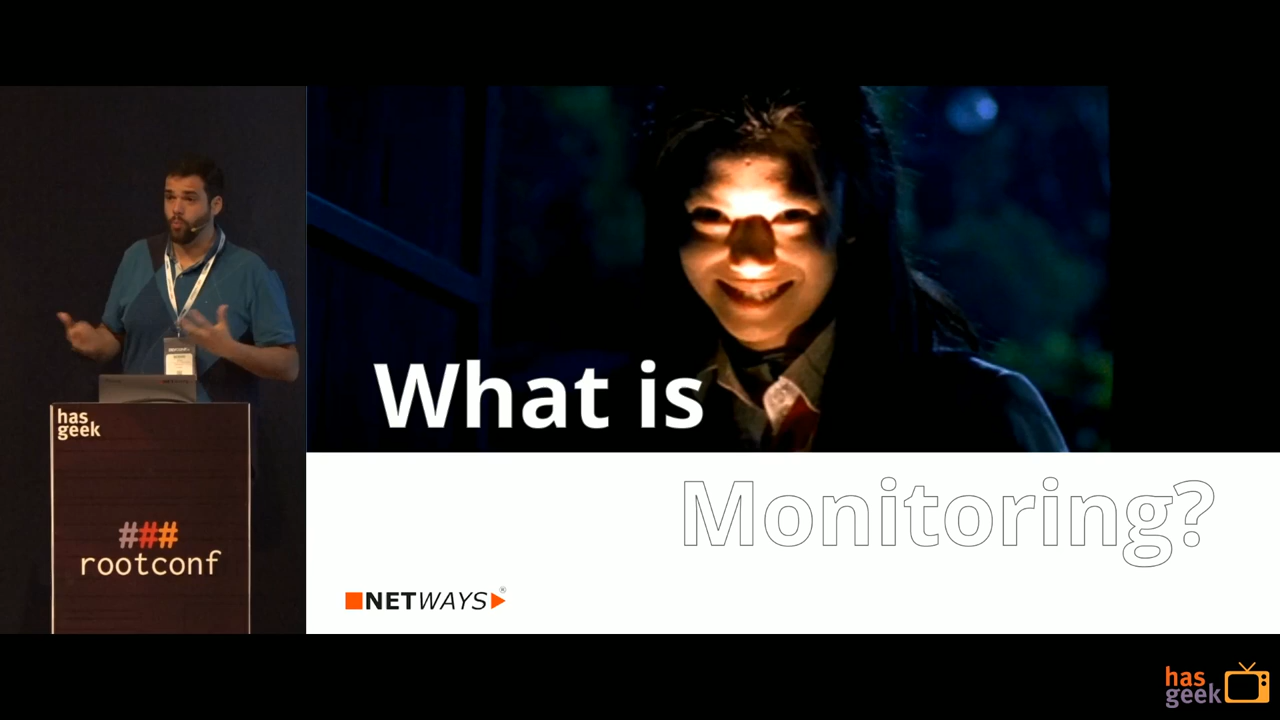 What is
Monitoring?
NETWAYS®
has
geek
###
rootconf
has
geek